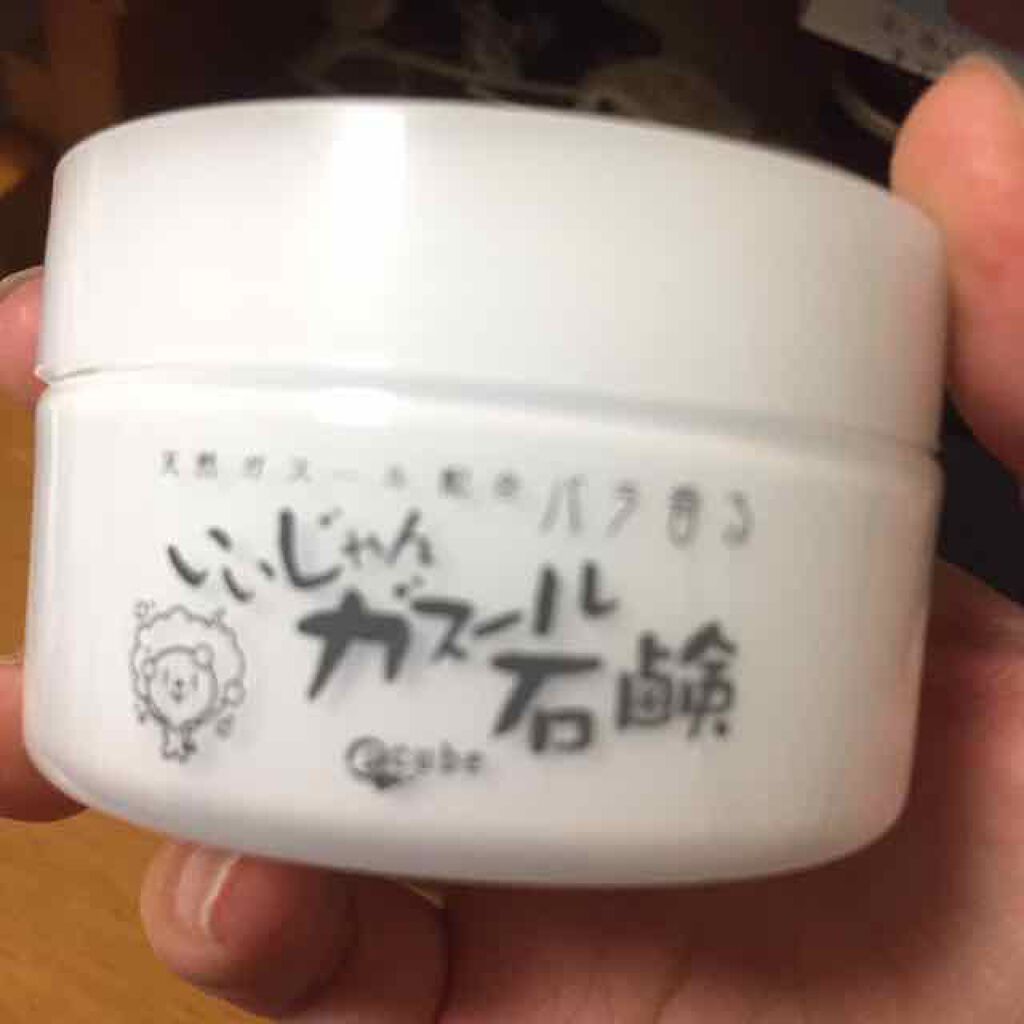 天然ガスール配合 バラ香る
いいじゃん
ガスール
石鹸